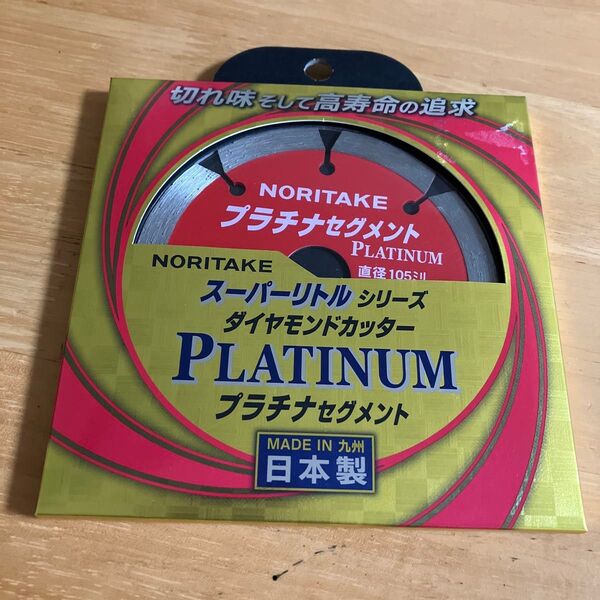 切れ味そして高寿命の追求
NORITAKE
プラチナセグメント
PLATINUM
直径105ミリ
NORITAKE
スーパーリトル シリーズ
ダイヤモンドカッター
PLATINUM
プラチナセグメント
MADE IN 九州
日本製